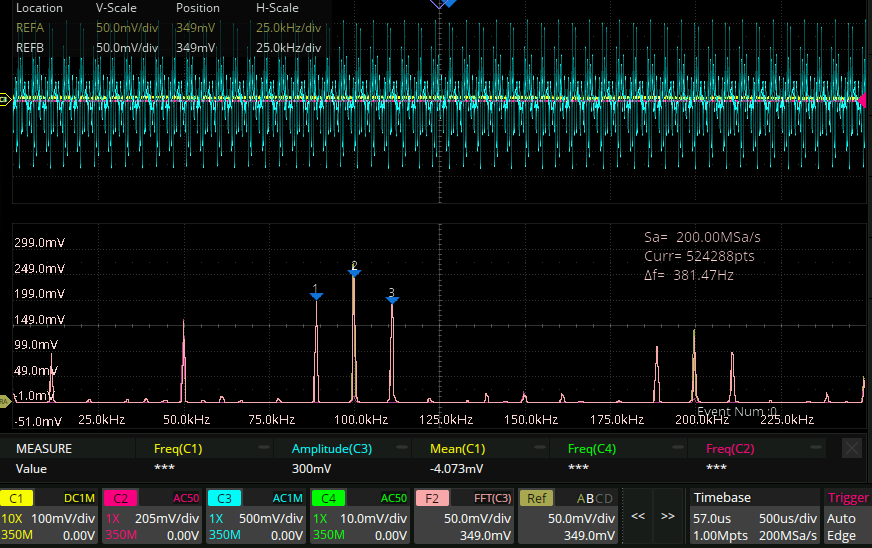 Location V-Scale Position H-Scale
REFA 50.0mV/div 349mV 25.0kHz/div
REFB 50.0mV/div 349mV 25.0kHz/div
299.0mV
249.0mV
199.0mV
149.0mV
99.0mV
49.0mV
-1.0mV
-51.0mV
Sa= 200.00MSa/s
Curr= 524288pts
Δf= 381.47Hz
1 2 3
25.0kHz 50.0kHz 75.0kHz 100.0kHz 125.0kHz 150.0kHz 175.0kHz 200.0kHz 225.0kHz
Event Num :0
MEASURE Freq(C1) Amplitude(C3) Mean(C1) Freq(C4) Freq(C2)
Value *** 300mV -4.073mV *** ***
C1 DC1M C2 AC50 C3 AC1M C4 AC50 F2 FFT(C3) Ref ABCD Timebase Trigger
10X 100mV/div 1X 205mV/div 1X 500mV/div 1X 10.0mV/div 50.0mV/div 50.0mV/div << >> 57.0us 500us/div Auto
350M 0.00V 350M 0.00V 350M 0.00V 350M 0.00V 349.0mV 349.0mV 1.00Mpts 200MSa/s Edge